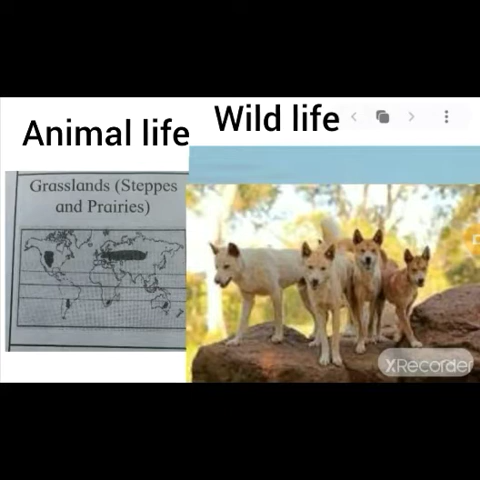 Animal life
Wild life
Grasslands (Steppes
and Prairies)
XRecorder